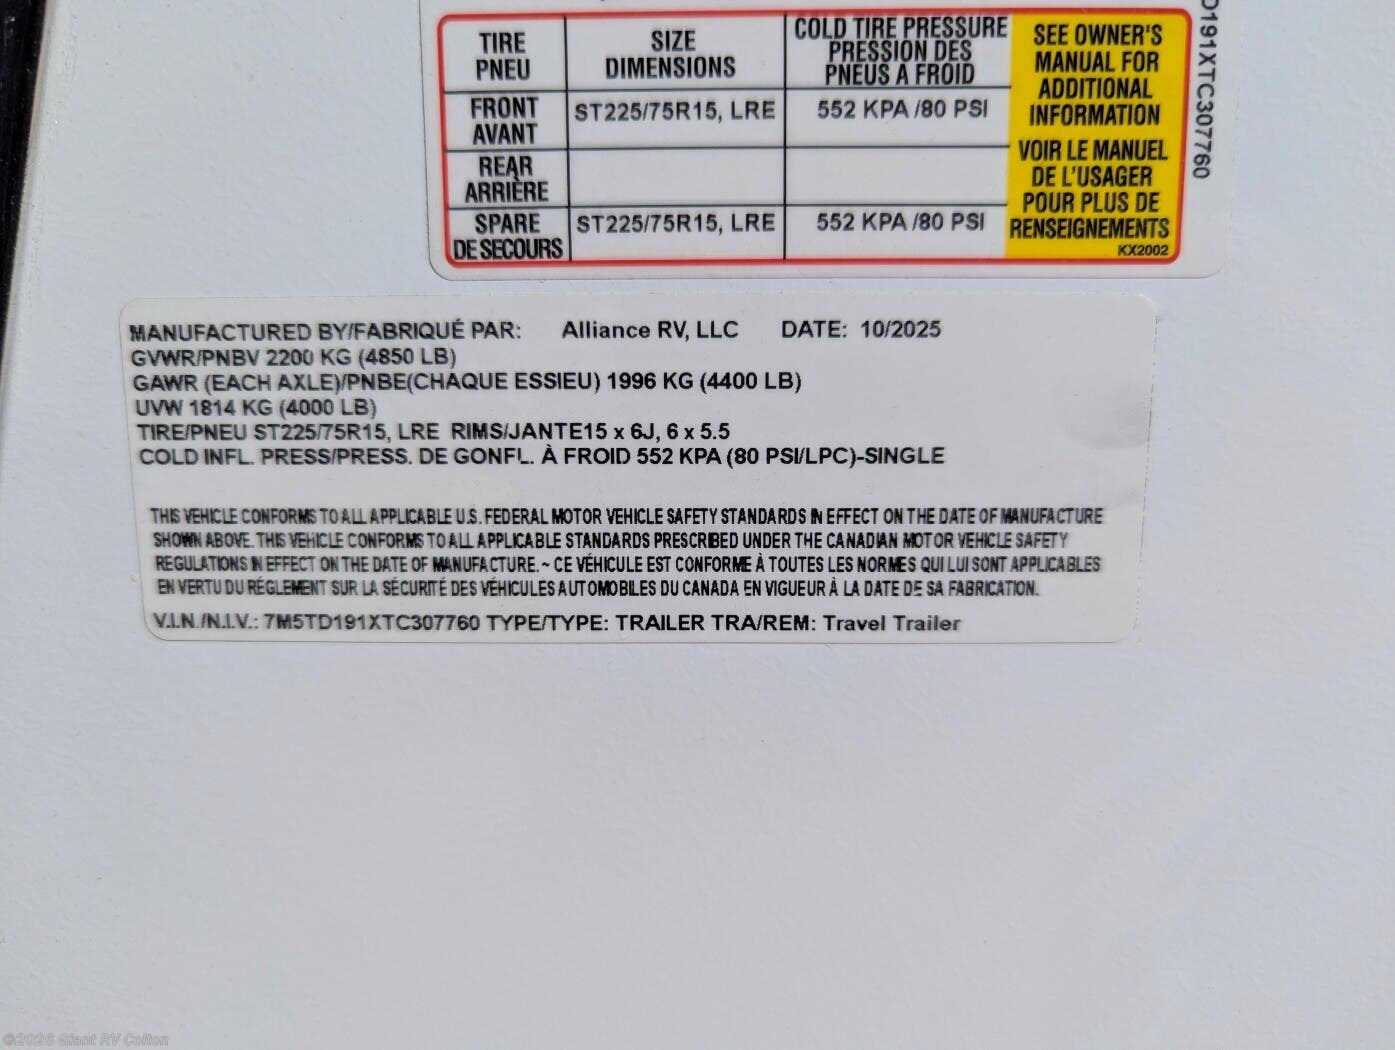 TIRE PNEU
SIZE DIMENSIONS
COLD TIRE PRESSURE
PRESSION DES
PNEUS A FROID
FRONT AVANT
ST225/75R15, LRE
552 KPA /80 PSI
REAR ARRIÈRE
SPARE DE SECOURS
ST225/75R15, LRE
552 KPA /80 PSI
SEE OWNER'S
MANUAL FOR
ADDITIONAL
INFORMATION
VOIR LE MANUEL
DE L'USAGER
POUR PLUS DE
RENSEIGNEMENTS
KX2002
D191XTC307760
MANUFACTURED BY/FABRIQUÉ PAR: Alliance RV, LLC DATE: 10/2025
GVWR/PNBV 2200 KG (4850 LB)
GAWR (EACH AXLE)/PNBE(CHAQUE ESSIEU) 1996 KG (4400 LB)
UVW 1814 KG (4000 LB)
TIRE/PNEU ST225/75R15, LRE RIMS/JANTE15 x 6J, 6 x 5.5
COLD INFL. PRESS/PRESS. DE GONFL. À FROID 552 KPA (80 PSI/LPC)-SINGLE
THIS VEHICLE CONFORMS TO ALL APPLICABLE U.S. FEDERAL MOTOR VEHICLE SAFETY STANDARDS IN EFFECT ON THE DATE OF MANUFACTURE
SHOWN ABOVE. THIS VEHICLE CONFORMS TO ALL APPLICABLE STANDARDS PRESCRIBED UNDER THE CANADIAN MOTOR VEHICLE SAFETY
REGULATIONS IN EFFECT ON THE DATE OF MANUFACTURE. ~ CE VÉHICULE EST CONFORME À TOUTES LES NORMES QUI LUI SONT APPLICABLES
EN VERTU DU RÉGLEMENT SUR LA SÉCURITÉ DES VÉHICULES AUTOMOBILES DU CANADA EN VIGUEUR À LA DATE DE SA FABRICATION.
V.I.N./N.I.V.: 7M5TD191XTC307760 TYPE/TYPE: TRAILER TRA/REM: Travel Trailer
©2026 Giant RV Colton